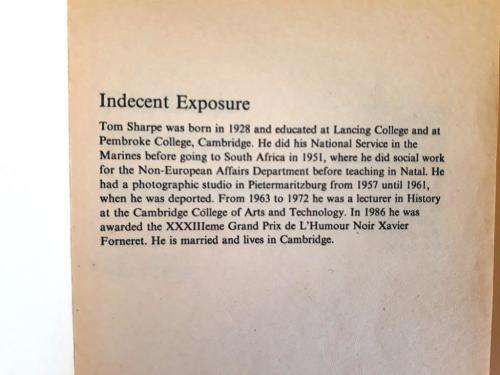 Indecent Exposure
Tom Sharpe was born in 1928 and educated at Lancing College and at
Pembroke College, Cambridge. He did his National Service in the
Marines before going to South Africa in 1951, where he did social work
for the Non-European Affairs Department before teaching in Natal. He
had a photographic studio in Pietermaritzburg from 1957 until 1961,
when he was deported. From 1963 to 1972 he was a lecturer in History
at the Cambridge College of Arts and Technology. In 1986 he was
awarded the XXXIIIeme Grand Prix de L'Humour Noir Xavier
Forneret. He is married and lives in Cambridge.